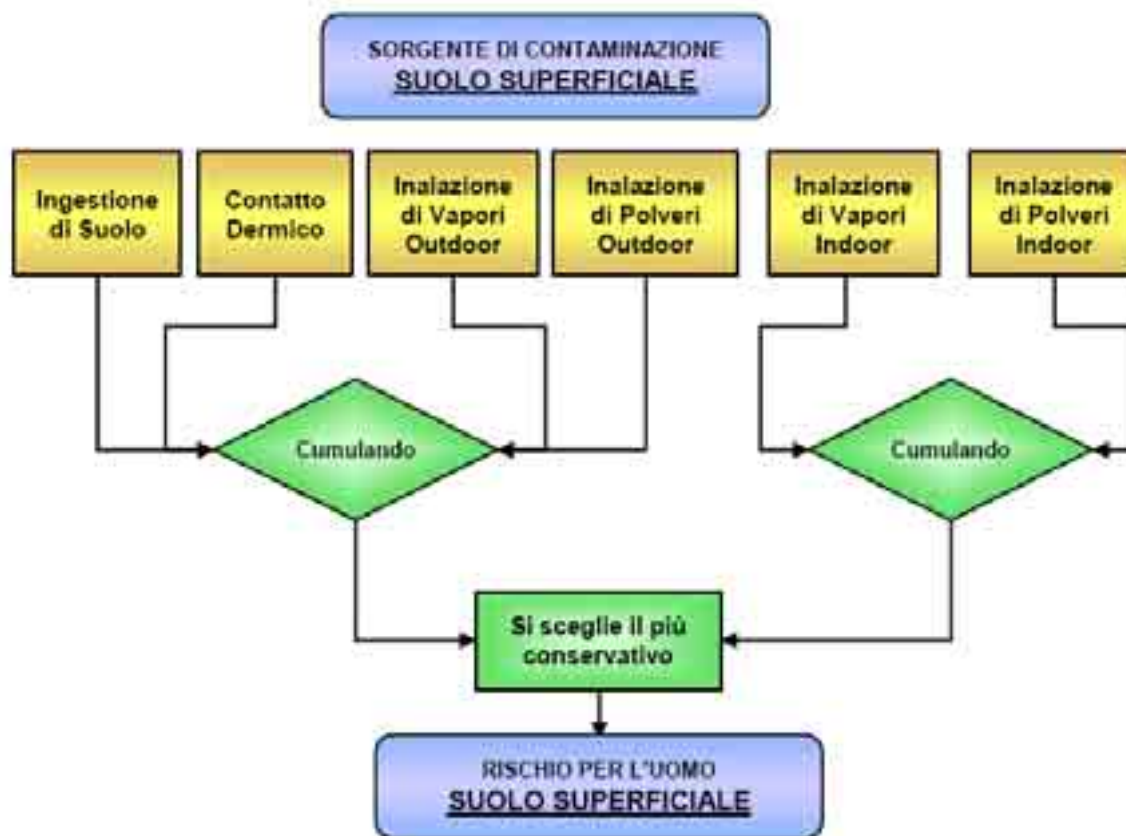 SORGENTE DI CONTAMINAZIONE
SUOLO SUPERFICIALE
Ingestione
di Suolo
Contatto
Dermico
Inalazione
di Vapori
Outdoor
Inalazione
di Polveri
Outdoor
Inalazione
di Vapori
Indoor
Inalazione
di Polveri
Indoor
Cumulando
Cumulando
Si sceglie il più
conservativo
RISCHIO PER L'UOMO
SUOLO SUPERFICIALE